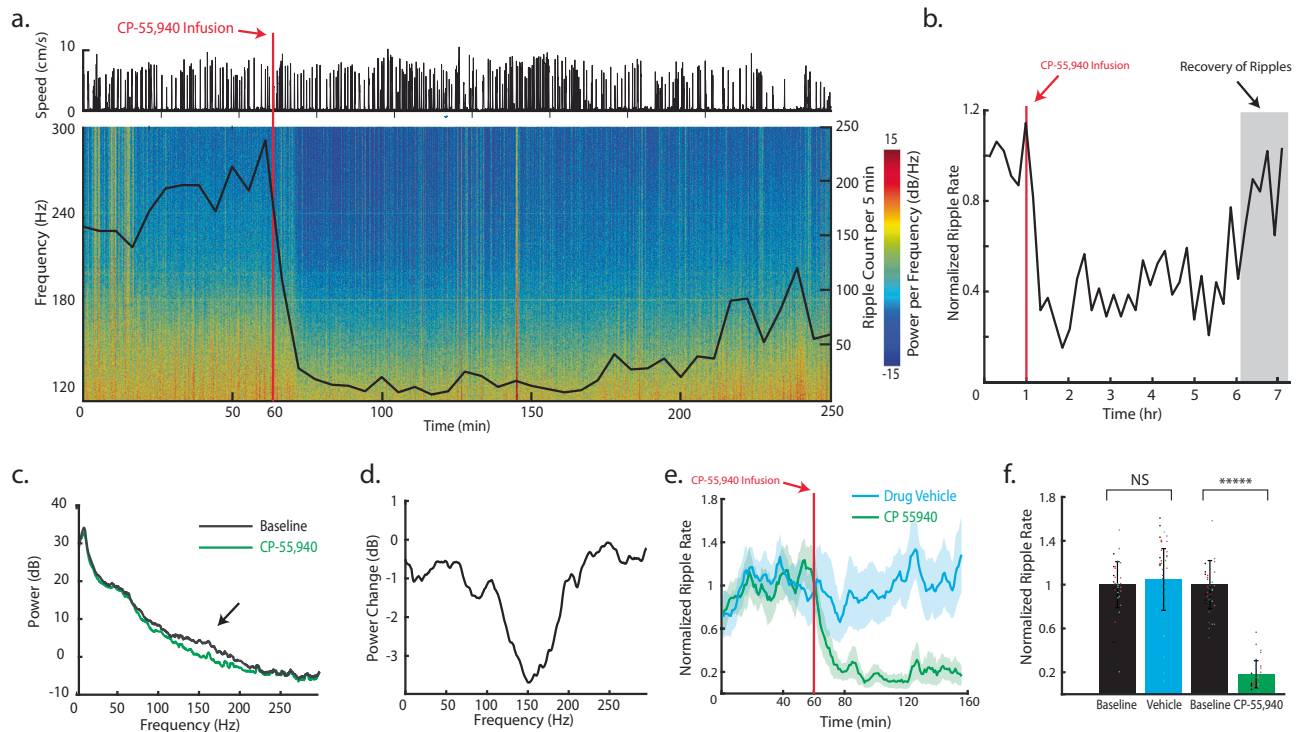 a.
CP-55,940 Infusion
Speed (cm/s)
10
0
Frequency (Hz)
300
240
180
120
250
200
150
100
50
Ripple Count per 5 min
15
-15
Power per Frequency (dB/Hz)
0 50 60 100 150 200 250
Time (min)
b.
CP-55,940 Infusion
Recovery of Ripples
Normalized Ripple Rate
1.2
0.8
0.4
0
0 1 2 3 4 5 6 7
Time (hr)
c.
Power (dB)
40
30
20
10
0
-10
Baseline
CP-55,940
50 100 150 200 250
Frequency (Hz)
d.
Power Change (dB)
1
0
-1
-2
-3
0 50 100 150 200 250
Frequency (Hz)
e.
CP-55,940 Infusion
Drug Vehicle
CP 55940
Normalized Ripple Rate
1.8
1.4
1
0.6
0.2
0 40 60 80 120 160
Time (min)
f.
NS
*****
Normalized Ripple Rate
1.8
1.4
1
0.6
0.2
Baseline Vehicle Baseline CP-55,940